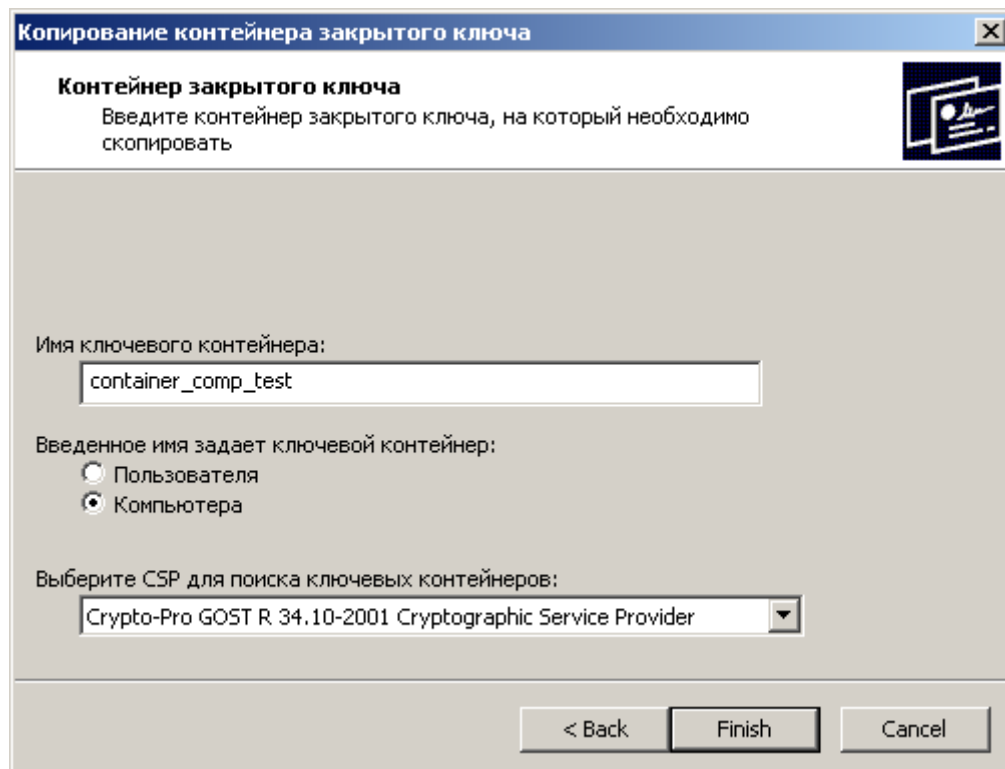 Копирование контейнера закрытого ключа
Контейнер закрытого ключа
Введите контейнер закрытого ключа, на который необходимо
скопировать
Имя ключевого контейнера:
container_comp_test
Введенное имя задает ключевой контейнер:
Пользователя
Компьютера
Выберите CSP для поиска ключевых контейнеров:
Crypto-Pro GOST R 34.10-2001 Cryptographic Service Provider
< Back Finish Cancel